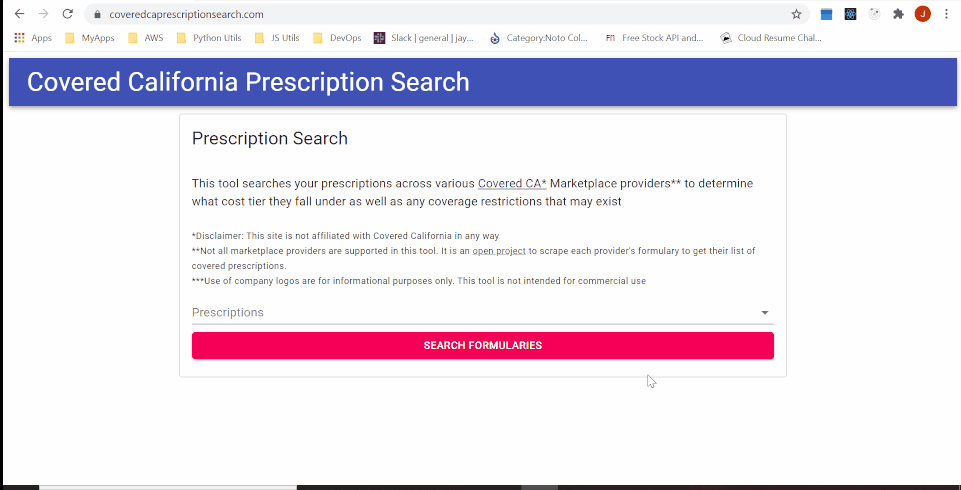 coveredcaprescriptionsearch.com
J
Apps MyApps AWS Python Utils JS Utils DevOps Slack | general | jay... Category:Noto Col... Free Stock API and... Cloud Resume Chal...
Covered California Prescription Search
Prescription Search
This tool searches your prescriptions across various Covered CA* Marketplace providers** to determine
what cost tier they fall under as well as any coverage restrictions that may exist
*Disclaimer: This site is not affiliated with Covered California in any way
**Not all marketplace providers are supported in this tool. It is an open project to scrape each provider's formulary to get their list of
covered prescriptions.
***Use of company logos are for informational purposes only. This tool is not intended for commercial use
Prescriptions
SEARCH FORMULARIES